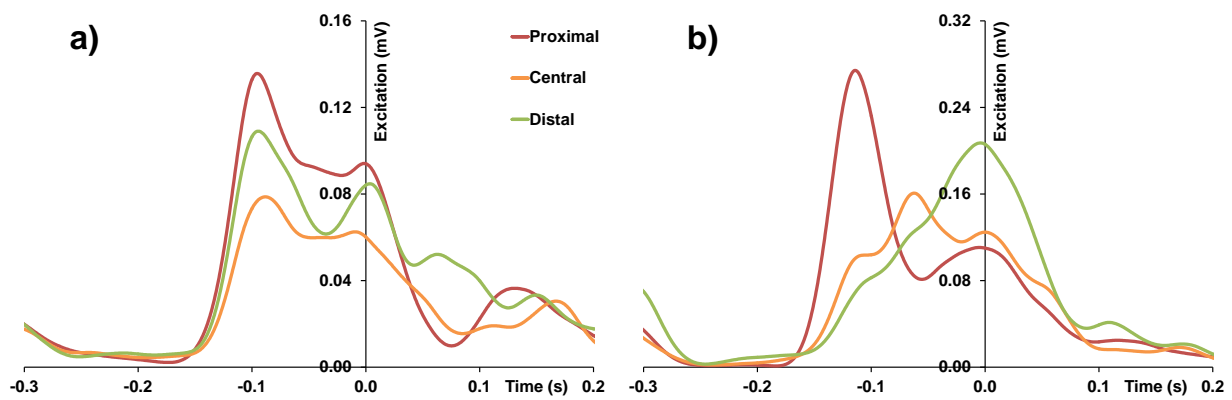 a)
0.16
0.12
0.08
0.04
0.00
Excitation (mV)
Proximal
Central
Distal
-0.3
-0.2
-0.1
0.0
0.1
Time (s)
0.2
b)
0.32
0.24
0.16
0.08
0.00
Excitation (mV)
-0.3
-0.2
-0.1
0.0
0.1
Time (s)
0.2